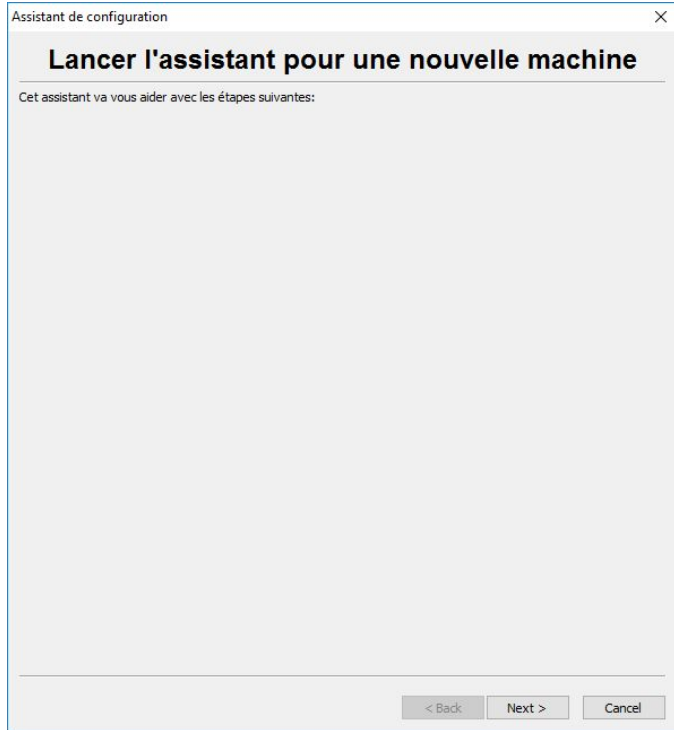 Assistant de configuration
Lancer l'assistant pour une nouvelle machine
Cet assistant va vous aider avec les étapes suivantes:
< Back Next > Cancel